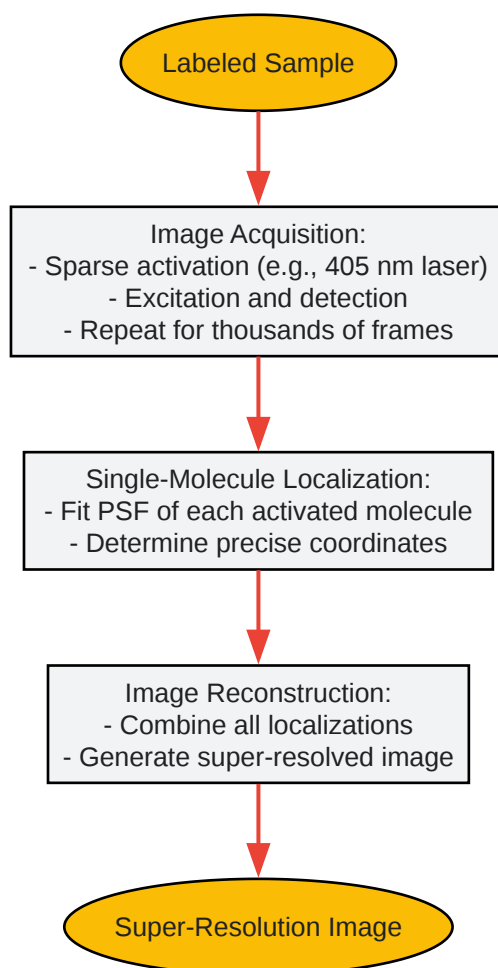 Labeled Sample
Image Acquisition:
- Sparse activation (e.g., 405 nm laser)
- Excitation and detection
- Repeat for thousands of frames
Single-Molecule Localization:
- Fit PSF of each activated molecule
- Determine precise coordinates
Image Reconstruction:
- Combine all localizations
- Generate super-resolved image
Super-Resolution Image